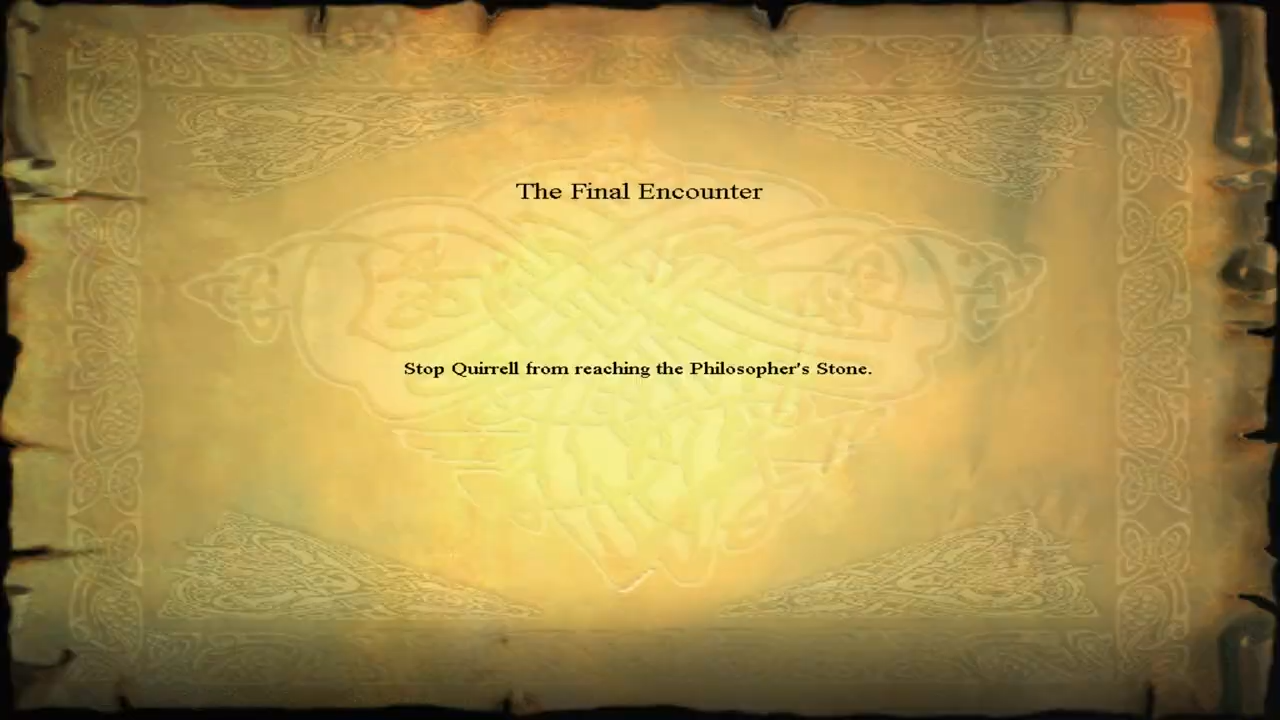 The Final Encounter
Stop Quirrell from reaching the Philosopher's Stone.